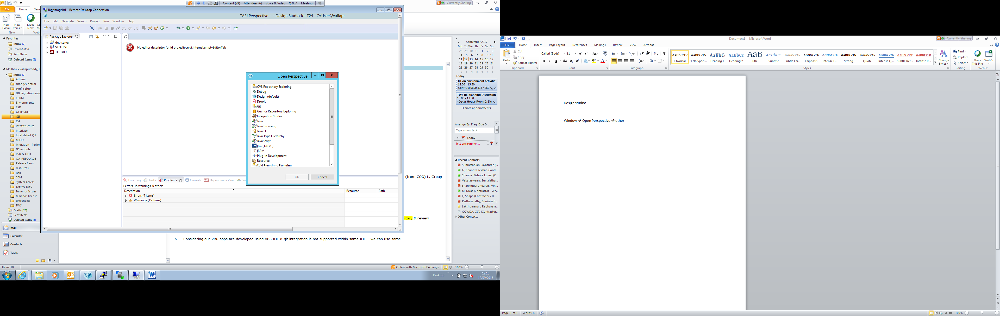 Content (29) Attendees (6) Voice & Video Q & A Meeting
Currently Sharing
File Home Send
New E-mail
New Items
Meet Now
New
Favorites
Inbox (7)
Unread Mail
Sent Items
Deleted Items (5)
Mailbox - Vallapureddy, R
Inbox (7)
Athena
changeControl
conf_setup
DB migration meet
ECRM
Enviornments
FSD
G13ISSUES
GIT
IB4
infrastructure
interface
local defect QA
MIFID
Migration - Perfor
NS module
PSD & OLO
QA_RESOURCE
Release Items
resources
RFB
SCM
System Access
TAFJ vs TAFC
Temenos Issues
temenos license
timesheets
TWS
Drafts [23]
Sent Items
Deleted Items (5)
Mail
Calendar
Contacts
Tasks
Items: 10
lbgjvtmgt101 - Remote Desktop Connection
TAFJ Perspective - - Design Studio for T24 - C:\Users\!vallapr
File Edit Navigate Search Project Run Window Help
Package Explorer
dev-server
STOTEST
TESTAFJ
No editor descriptor for id org.eclipse.ui.internal.emptyEditorTab
Open Perspective
CVS Repository Exploring
Debug
Design (default)
Drools
Git
Guvnor Repository Exploring
Integration Studio
Java
Java Browsing
Java EE
Java Type Hierarchy
JavaScript
jBC (TAF/C)
jBPM
Plug-in Development
Resource
SVN Repository Exploring
OK Cancel
Error Log Tasks Problems Console Dependency View Ser
4 errors, 15 warnings, 0 others
Description Resource Path
Errors (4 items)
Warnings (15 items)
(from COO) L, Group
sitory & review
A. Considering our VB6 apps are developed using VB6 IDE & git integration is not supported within same IDE – we can use same
September 2017
Mo Tu We Th Fr Sa Su
28 29 30 31 1 2 3
4 5 6 7 8 9 10
11 12 13 14 15 16 17
18 19 20 21 22 23 24
25 26 27 28 29 30 1
2 3 4 5 6 7 8
Today
KT on environment activities
12:00 - 15:30
Conf UK: 0800 313 4262
TWS Re-planning Discussion
13:00 - 13:30
*Oscar House Room 2; De
3 more appointments
Arrange By: Flag: Due D...
Type a new task
Today
Test environments
Recent Contacts
Subramanian, Jayashree (...
G, Chandra sekhar (Contr...
Sharma, Kishore kumar (C...
Vekataswamy, Sumalatha...
Shanmugasundaram, Vin...
M, Nivaz (Contractor - We...
K, Shilpa (Contractor - IT ...
Parthasarathy, Srinivasan ...
Lakshumanan, Raghavakr...
GOWDA, GIRI (Contractor...
Other Contacts
Online with Microsoft Exchange 100%
Desktop
12:10
12/09/2017
Document1 - Microsoft Word
Currently Sharing
File Home Insert Page Layout References Mailings Review View Acrobat
Paste
Cut
Copy
Format Painter
Clipboard
Calibri (Body) 11
Font
Paragraph
AaBbCcDc AaBbCcDc AaBbC AaBbCc AaB AaBbCc. AaBbCcDc AaBbCcDc AaBbCcDc AaBbCcDc AaBbCcDc AaBbCcDc AaBbCcDc AaBbCcDc
¶ Normal ¶ No Spaci... Heading 1 Heading 2 Title Subtitle Subtle Em... Emphasis Intense E... Strong Quote Intense Q... Subtle Ref... Intense R...
Change Styles
Styles
Find
Replace
Select
Editing
Share This File
WebEx
WebEx
Design studio:
Window → Open Perspective → other
Page: 1 of 1 Words: 8
100%